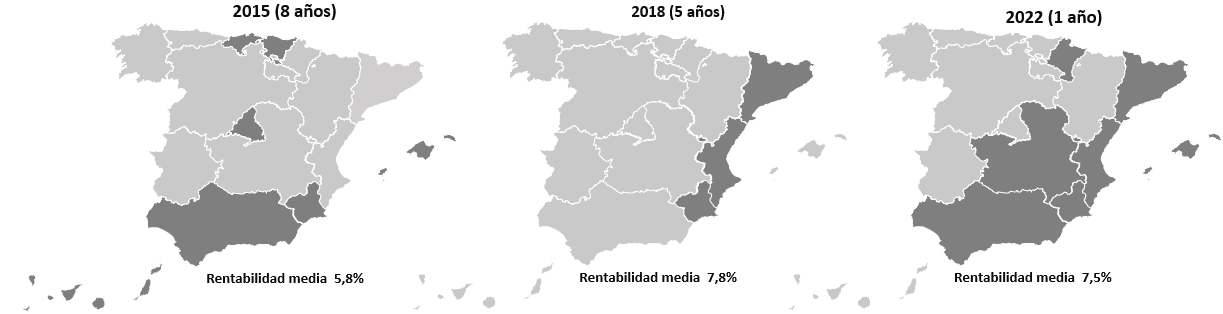 2015 (8 años)
2018 (5 años)
2022 (1 año)
Rentabilidad media 5,8%
Rentabilidad media 7,8%
Rentabilidad media 7,5%